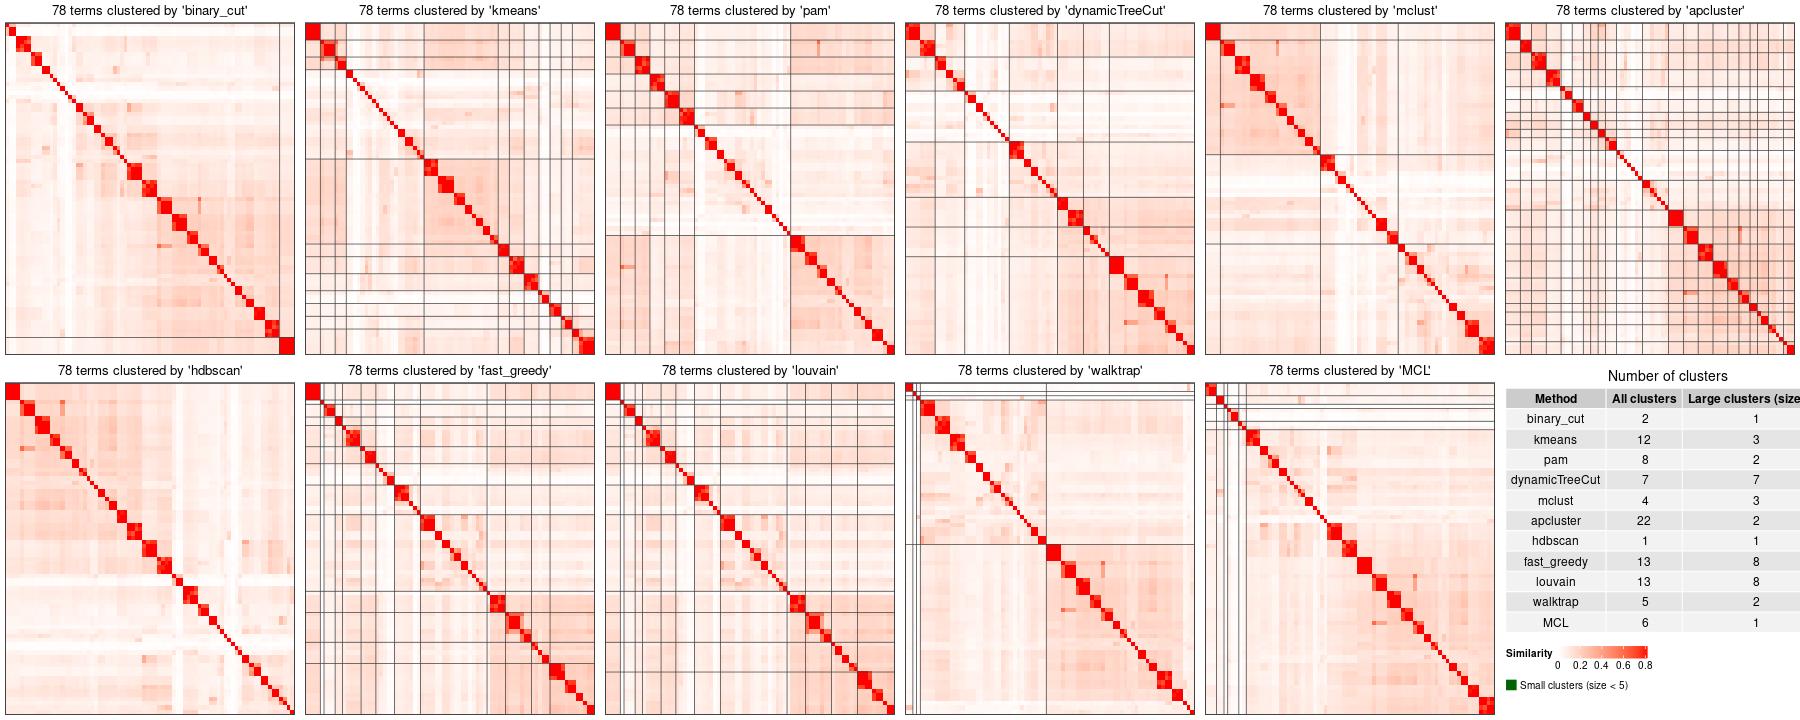 78 terms clustered by 'binary_cut'
78 terms clustered by 'kmeans'
78 terms clustered by 'pam'
78 terms clustered by 'dynamicTreeCut'
78 terms clustered by 'mclust'
78 terms clustered by 'apcluster'
78 terms clustered by 'hdbscan'
78 terms clustered by 'fast_greedy'
78 terms clustered by 'louvain'
78 terms clustered by 'walktrap'
78 terms clustered by 'MCL'
Number of clusters
Method All clusters Large clusters (size
binary_cut 2 1
kmeans 12 3
pam 8 2
dynamicTreeCut 7 7
mclust 4 3
apcluster 22 2
hdbscan 1 1
fast_greedy 13 8
louvain 13 8
walktrap 5 2
MCL 6 1
Similarity
0 0.2 0.4 0.6 0.8
Small clusters (size < 5)